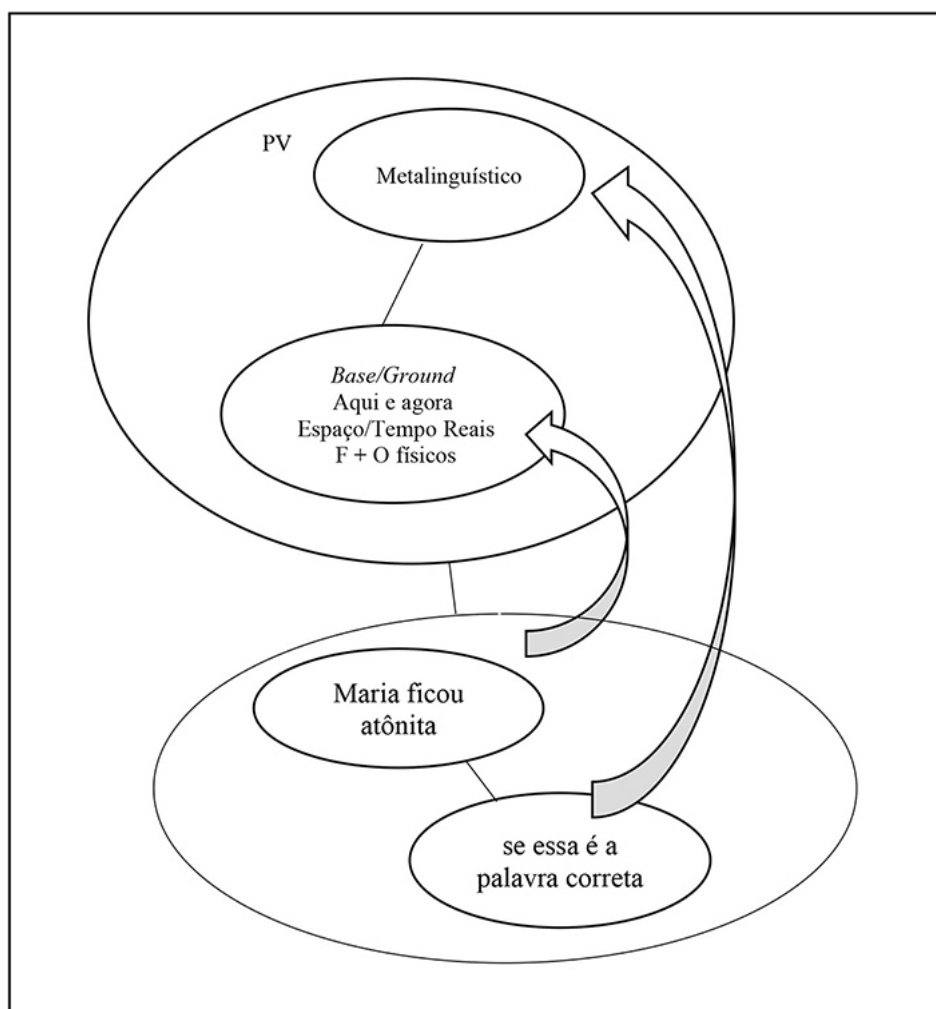 PV
Metalinguístico
Base/Ground
Aqui e agora
Espaço/Tempo Reais
F + O físicos
Maria ficou
atônita
se essa é a
palavra correta